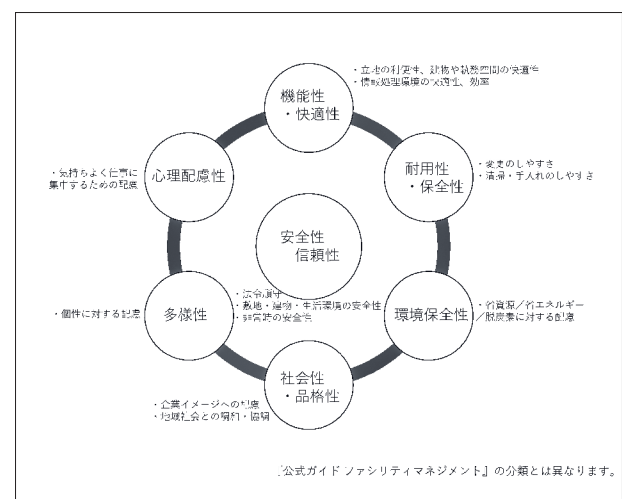 機能性
・快適性
・立地の利便性、建物や執務空間の快適性
・情報処理環境の快適性、効率
耐用性
・保全性
・変更のしやすさ
・清掃・手入れのしやすさ
環境保全性
・省資源／省エネルギー
／脱炭素に対する配慮
社会性
・品格性
・企業イメージへの配慮
・地域社会との調和・協調
多様性
・個性に対する配慮
心理配慮性
・気持ちよく仕事に
集中するための配慮
安全性
信頼性
・法令順守
・敷地・建物・生活環境の安全性
・非常時の安全性
『公式ガイド ファシリティマネジメント』の分類とは異なります。